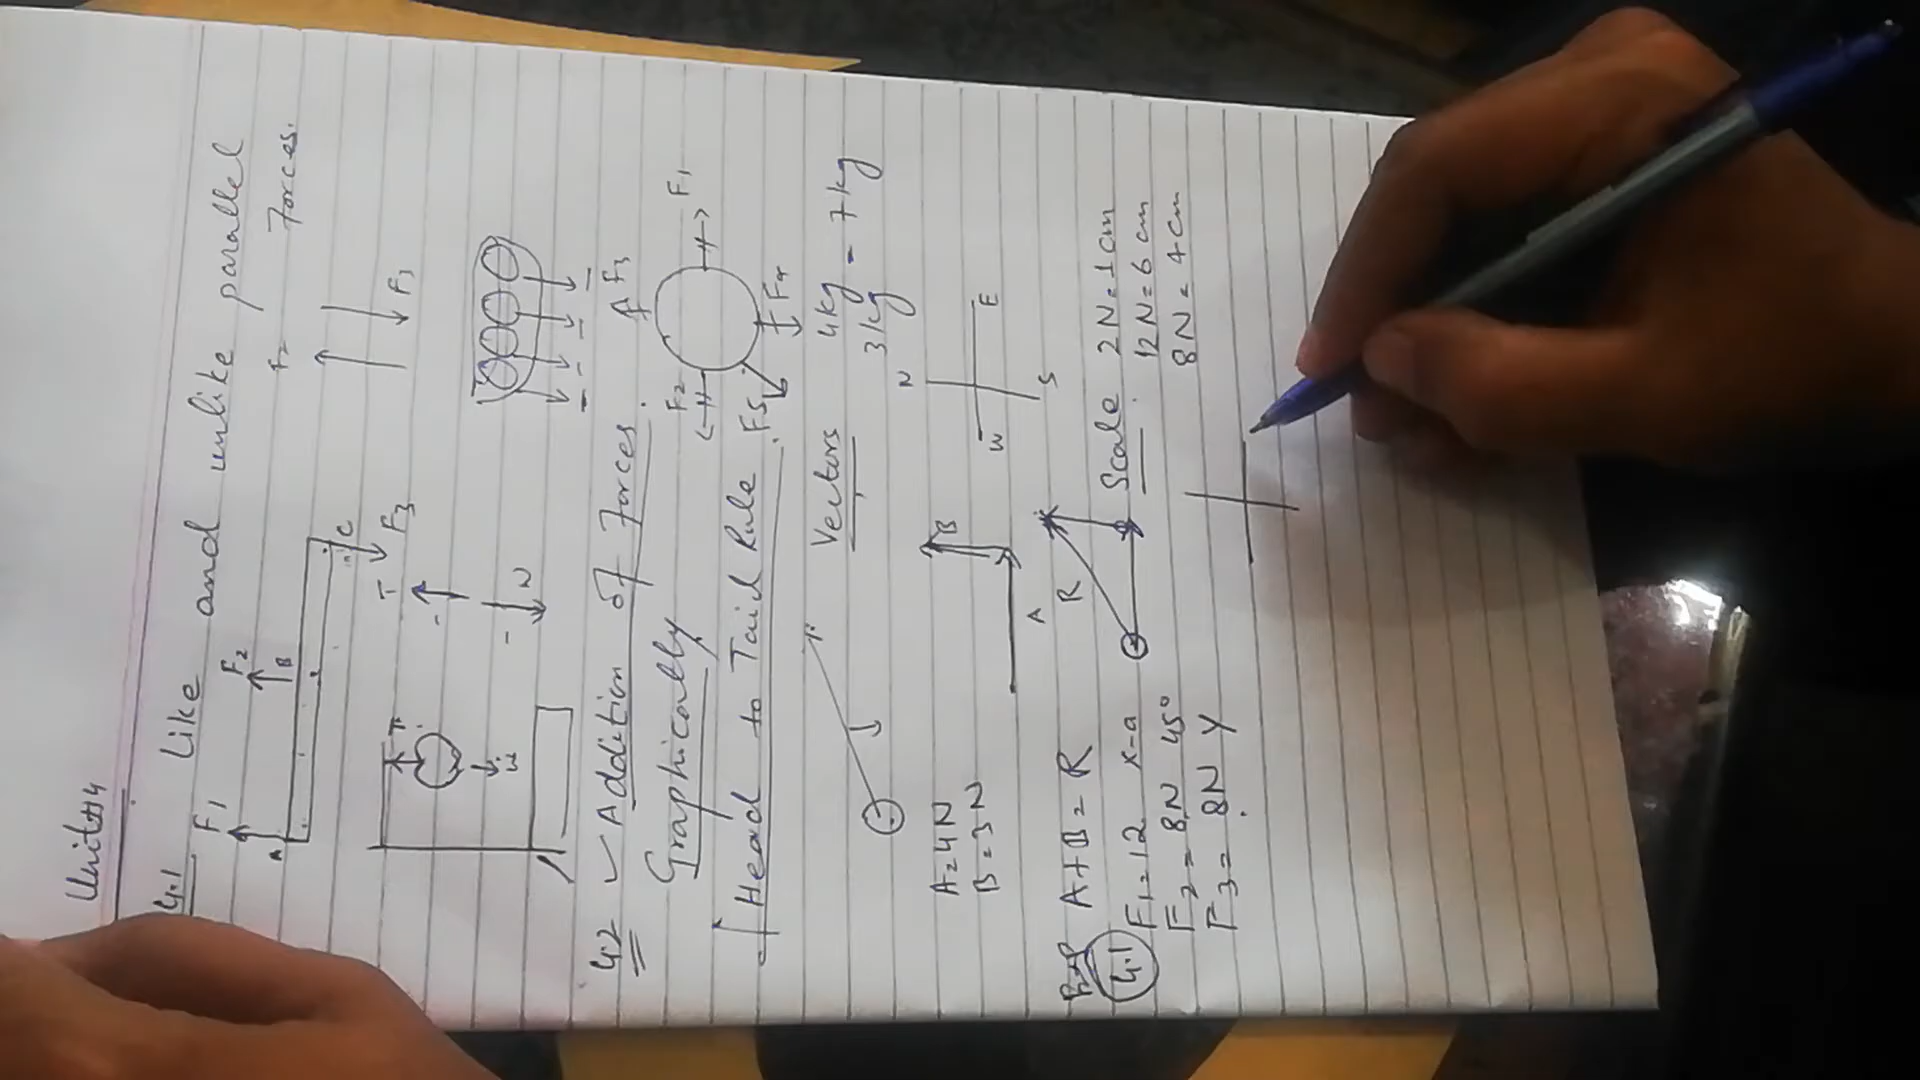 Unit#4
4.1 Like and unlike parallel
Forces.
F1 F2 F2
A B C
F3 F1
T T
W W
4.2 ✓ Addition of Forces.
Graphically
F3
F2 F1
Head to Tail Rule F5 F4
Vectors 4kg - 7kg
3kg
N
A=4N B W E
B=3N S
A
A+B=R R Scale 2N=1cm
4.1 F1=12 x-a 12N=6cm
F2=8N 45° 8N=4cm
F3=8N Y